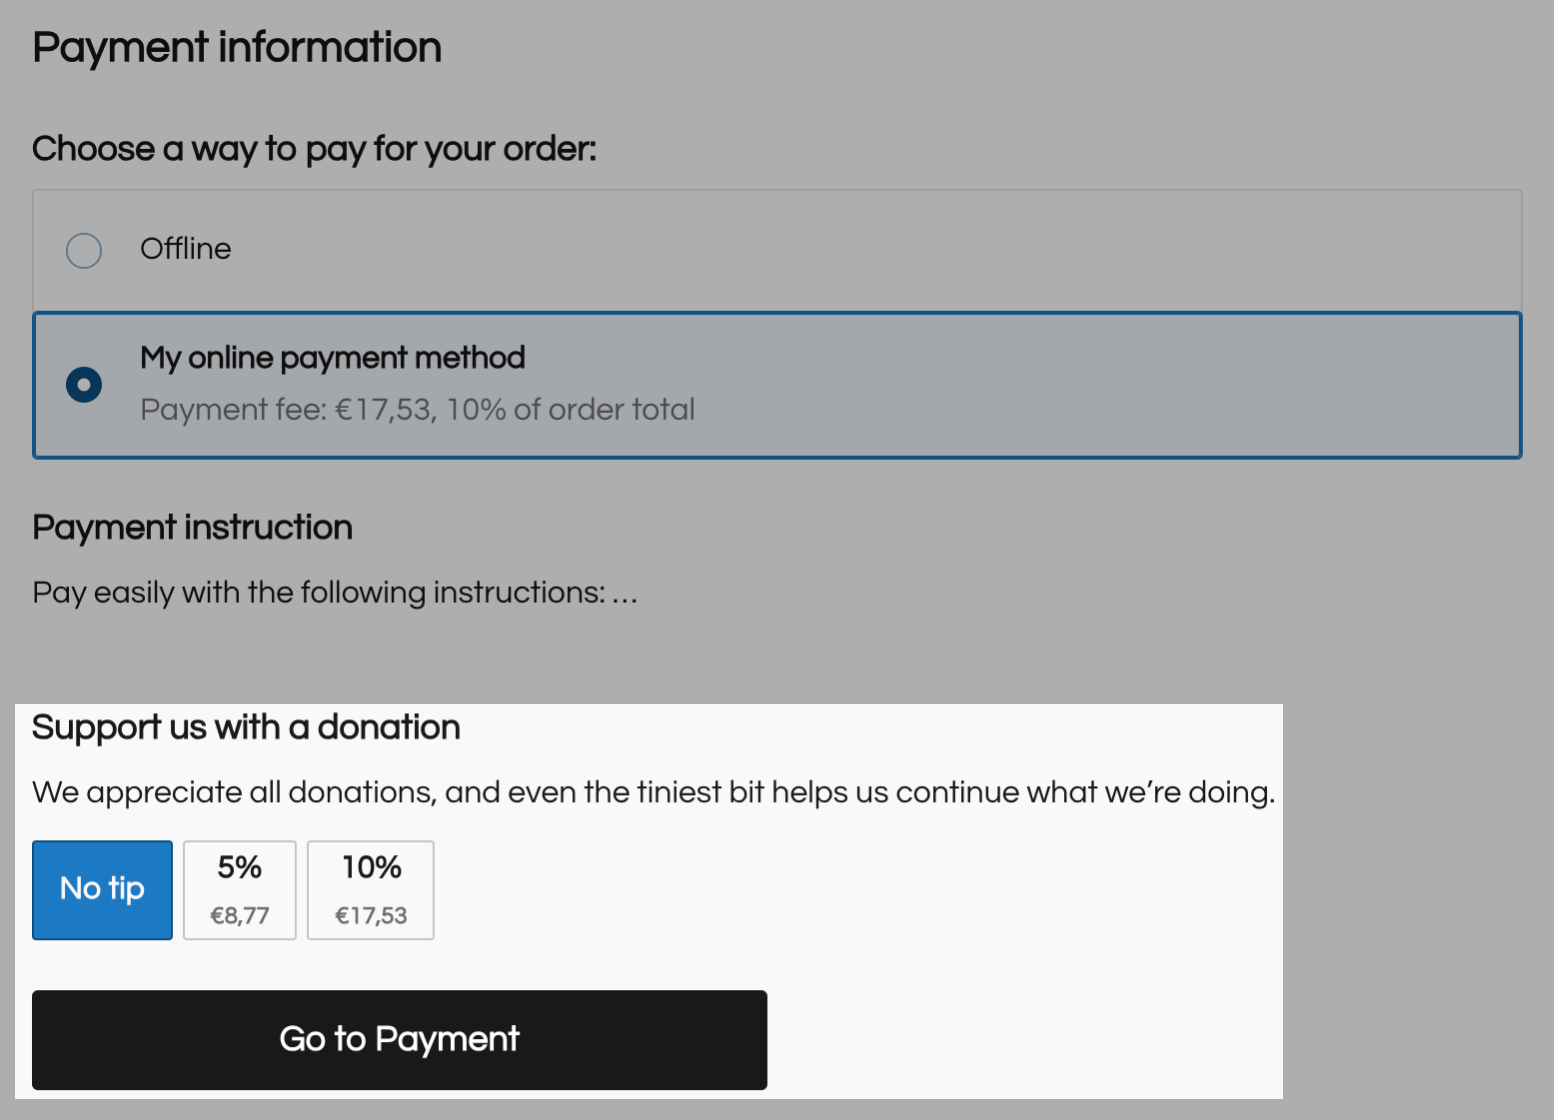 Payment information
Choose a way to pay for your order:
Offline
My online payment method
Payment fee: €17,53, 10% of order total
Payment instruction
Pay easily with the following instructions: …
Support us with a donation
We appreciate all donations, and even the tiniest bit helps us continue what we’re doing.
No tip
5%
€8,77
10%
€17,53
Go to Payment